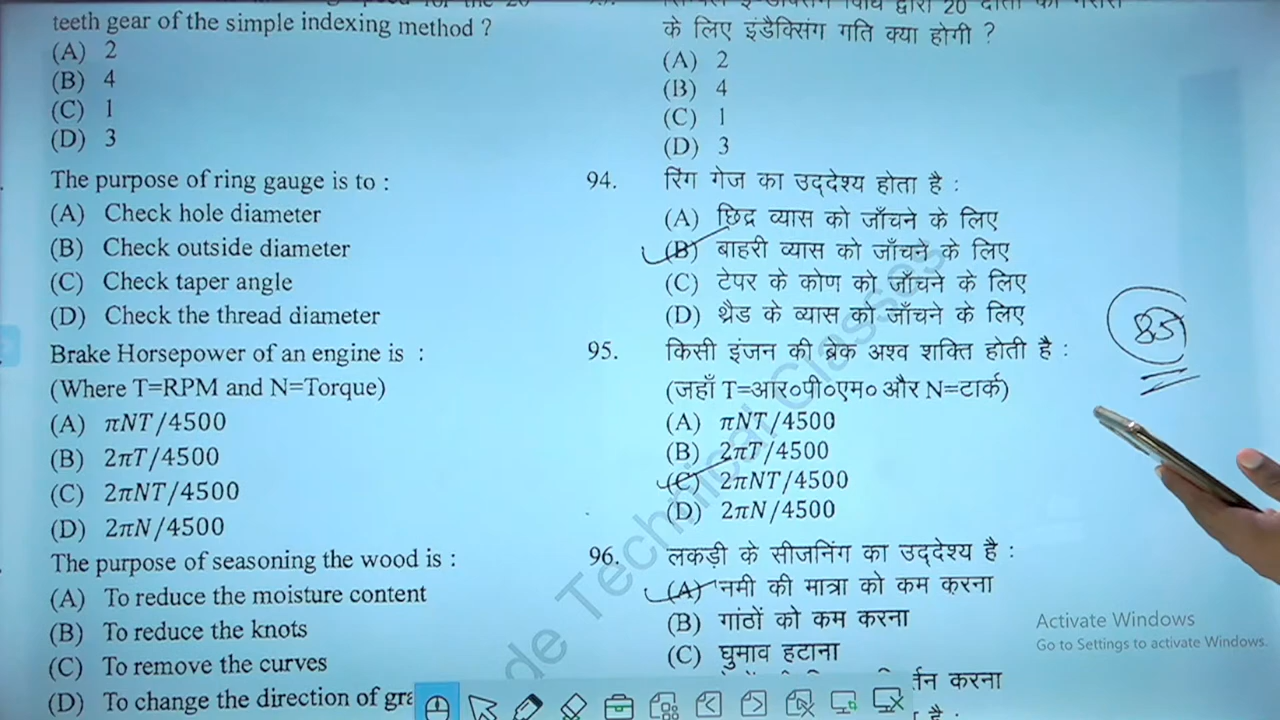 teeth gear of the simple indexing method ?
(A) 2
(B) 4
(C) 1
(D) 3
The purpose of ring gauge is to :
(A) Check hole diameter
(B) Check outside diameter
(C) Check taper angle
(D) Check the thread diameter
Brake Horsepower of an engine is :
(Where T=RPM and N=Torque)
(A) πNT/4500
(B) 2πT/4500
(C) 2πNT/4500
(D) 2πN/4500
The purpose of seasoning the wood is :
(A) To reduce the moisture content
(B) To reduce the knots
(C) To remove the curves
(D) To change the direction of gra
के लिए इंडैक्सिंग गति क्या होगी ?
(A) 2
(B) 4
(C) 1
(D) 3
94. रिंग गेज का उद्देश्य होता है :
(A) छिद्र व्यास को जाँचने के लिए
(B) बाहरी व्यास को जाँचने के लिए
(C) टेपर के कोण को जाँचने के लिए
(D) थ्रैड के व्यास को जाँचने के लिए
95. किसी इंजन की ब्रेक अश्व शक्ति होती है :
(जहाँ T=आर०पी०एम० और N=टार्क)
(A) πNT/4500
(B) 2πT/4500
(C) 2πNT/4500
(D) 2πN/4500
96. लकड़ी के सीजनिंग का उद्देश्य है :
(A) नमी की मात्रा को कम करना
(B) गांठों को कम करना
(C) घुमाव हटाना
र्तन करना
है :
85
de Technical Classes
Activate Windows
Go to Settings to activate Windows.